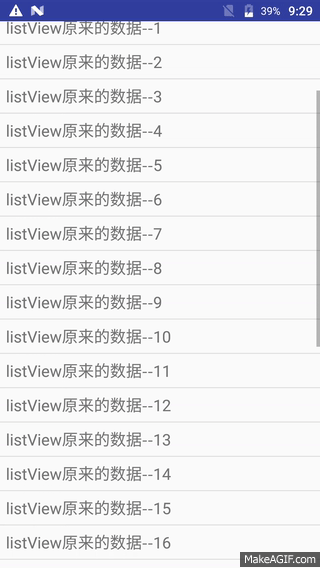 39% 9:29
listView原来的数据--1
listView原来的数据--2
listView原来的数据--3
listView原来的数据--4
listView原来的数据--5
listView原来的数据--6
listView原来的数据--7
listView原来的数据--8
listView原来的数据--9
listView原来的数据--10
listView原来的数据--11
listView原来的数据--12
listView原来的数据--13
listView原来的数据--14
listView原来的数据--15
listView原来的数据--16
MakeAGIF.com